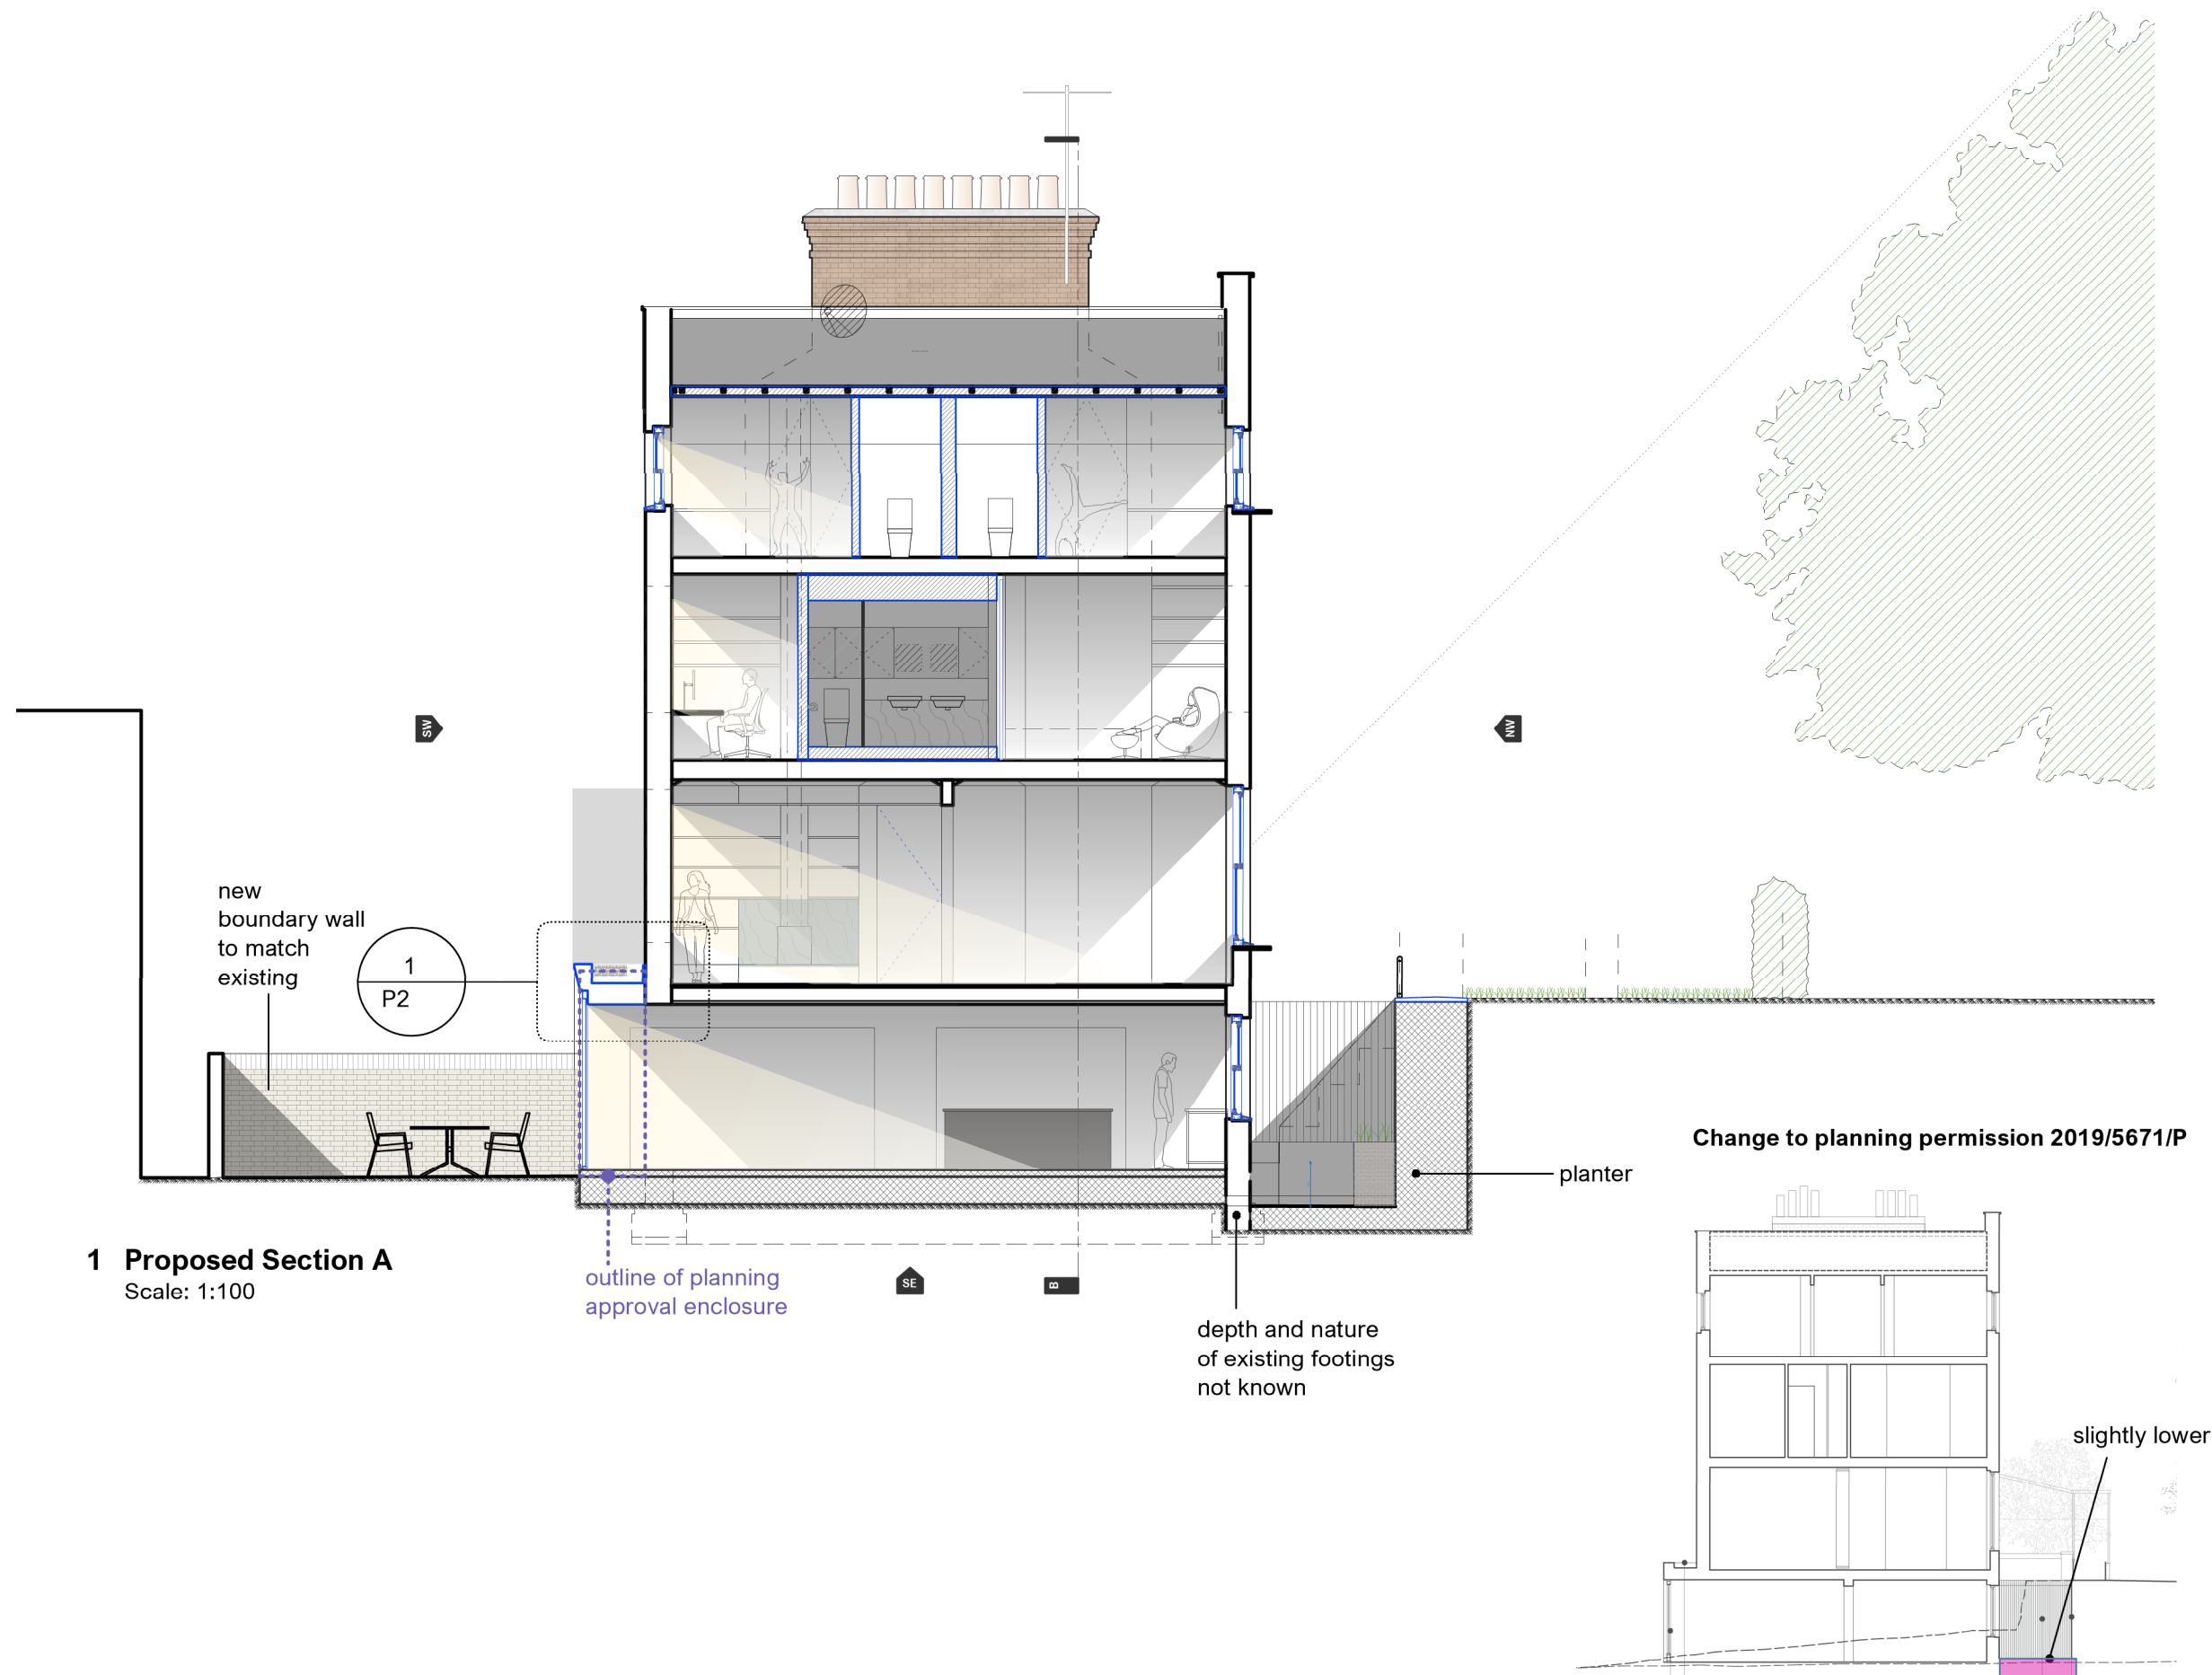 SW
NW
new
boundary wall
to match
existing
1
P2
Change to planning permission 2019/5671/P
planter
1 Proposed Section A
Scale: 1:100
outline of planning
approval enclosure
SE
B
depth and nature
of existing footings
not known
slightly lower